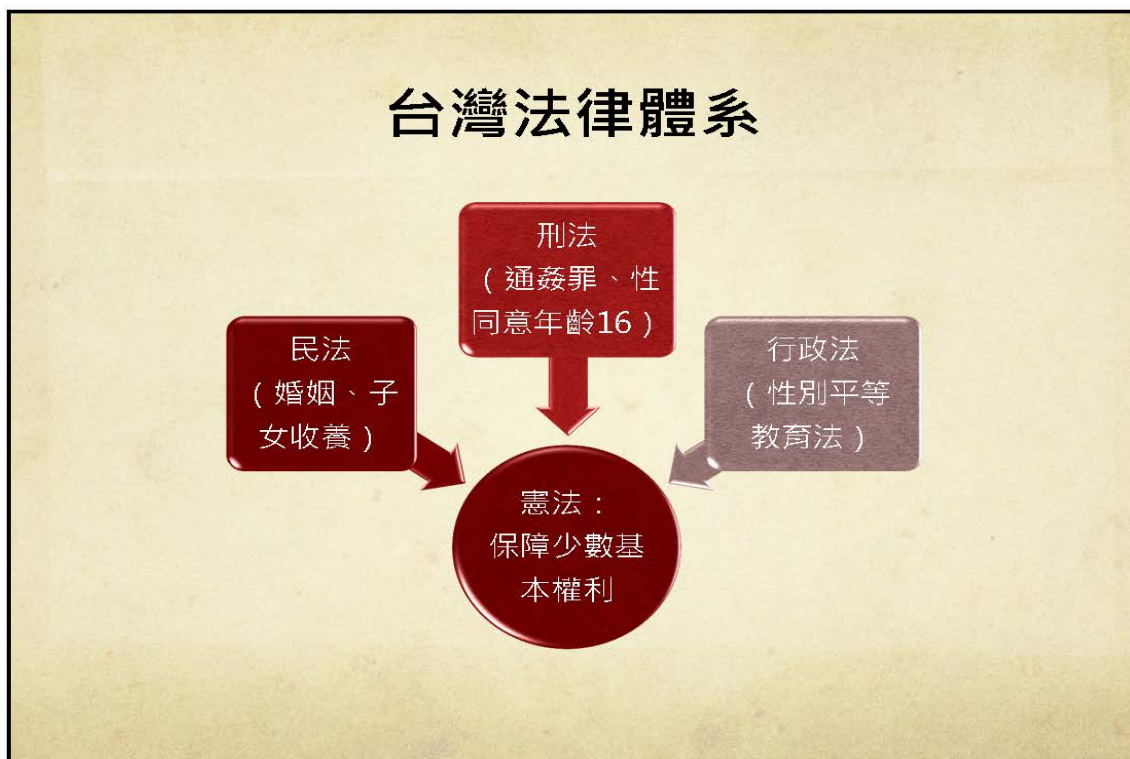 台灣法律體系
刑法
（通姦罪、性
同意年齡16）
民法
（婚姻、子
女收養）
行政法
（性別平等
教育法）
憲法：
保障少數基
本權利